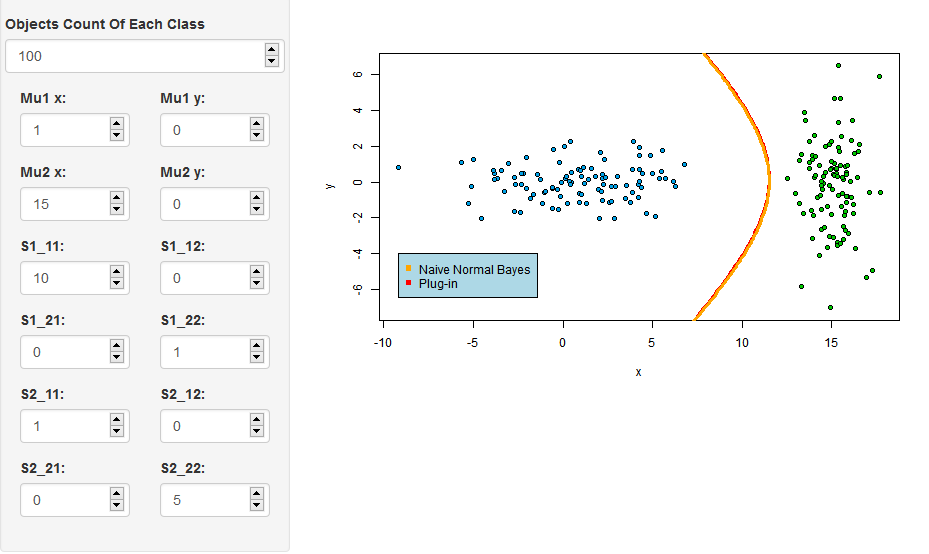 Objects Count Of Each Class
100
Mu1 x: Mu1 y:
1 0
Mu2 x: Mu2 y:
15 0
S1_11: S1_12:
10 0
S1_21: S1_22:
0 1
S2_11: S2_12:
1 0
S2_21: S2_22:
0 5
6
4
2
0
-2
-4
-6
y
Naive Normal Bayes
Plug-in
-10 -5 0 5 10 15
x